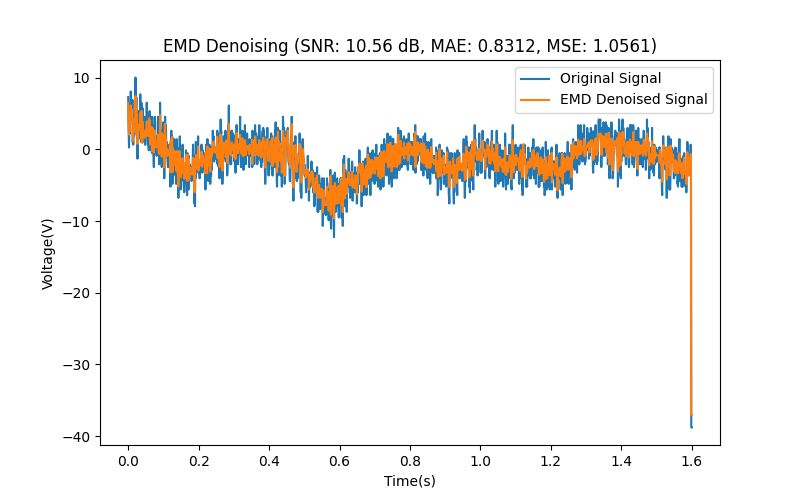 EMD Denoising (SNR: 10.56 dB, MAE: 0.8312, MSE: 1.0561)
Original Signal
EMD Denoised Signal
10
0
−10
−20
−30
−40
Voltage(V)
0.0 0.2 0.4 0.6 0.8 1.0 1.2 1.4 1.6
Time(s)